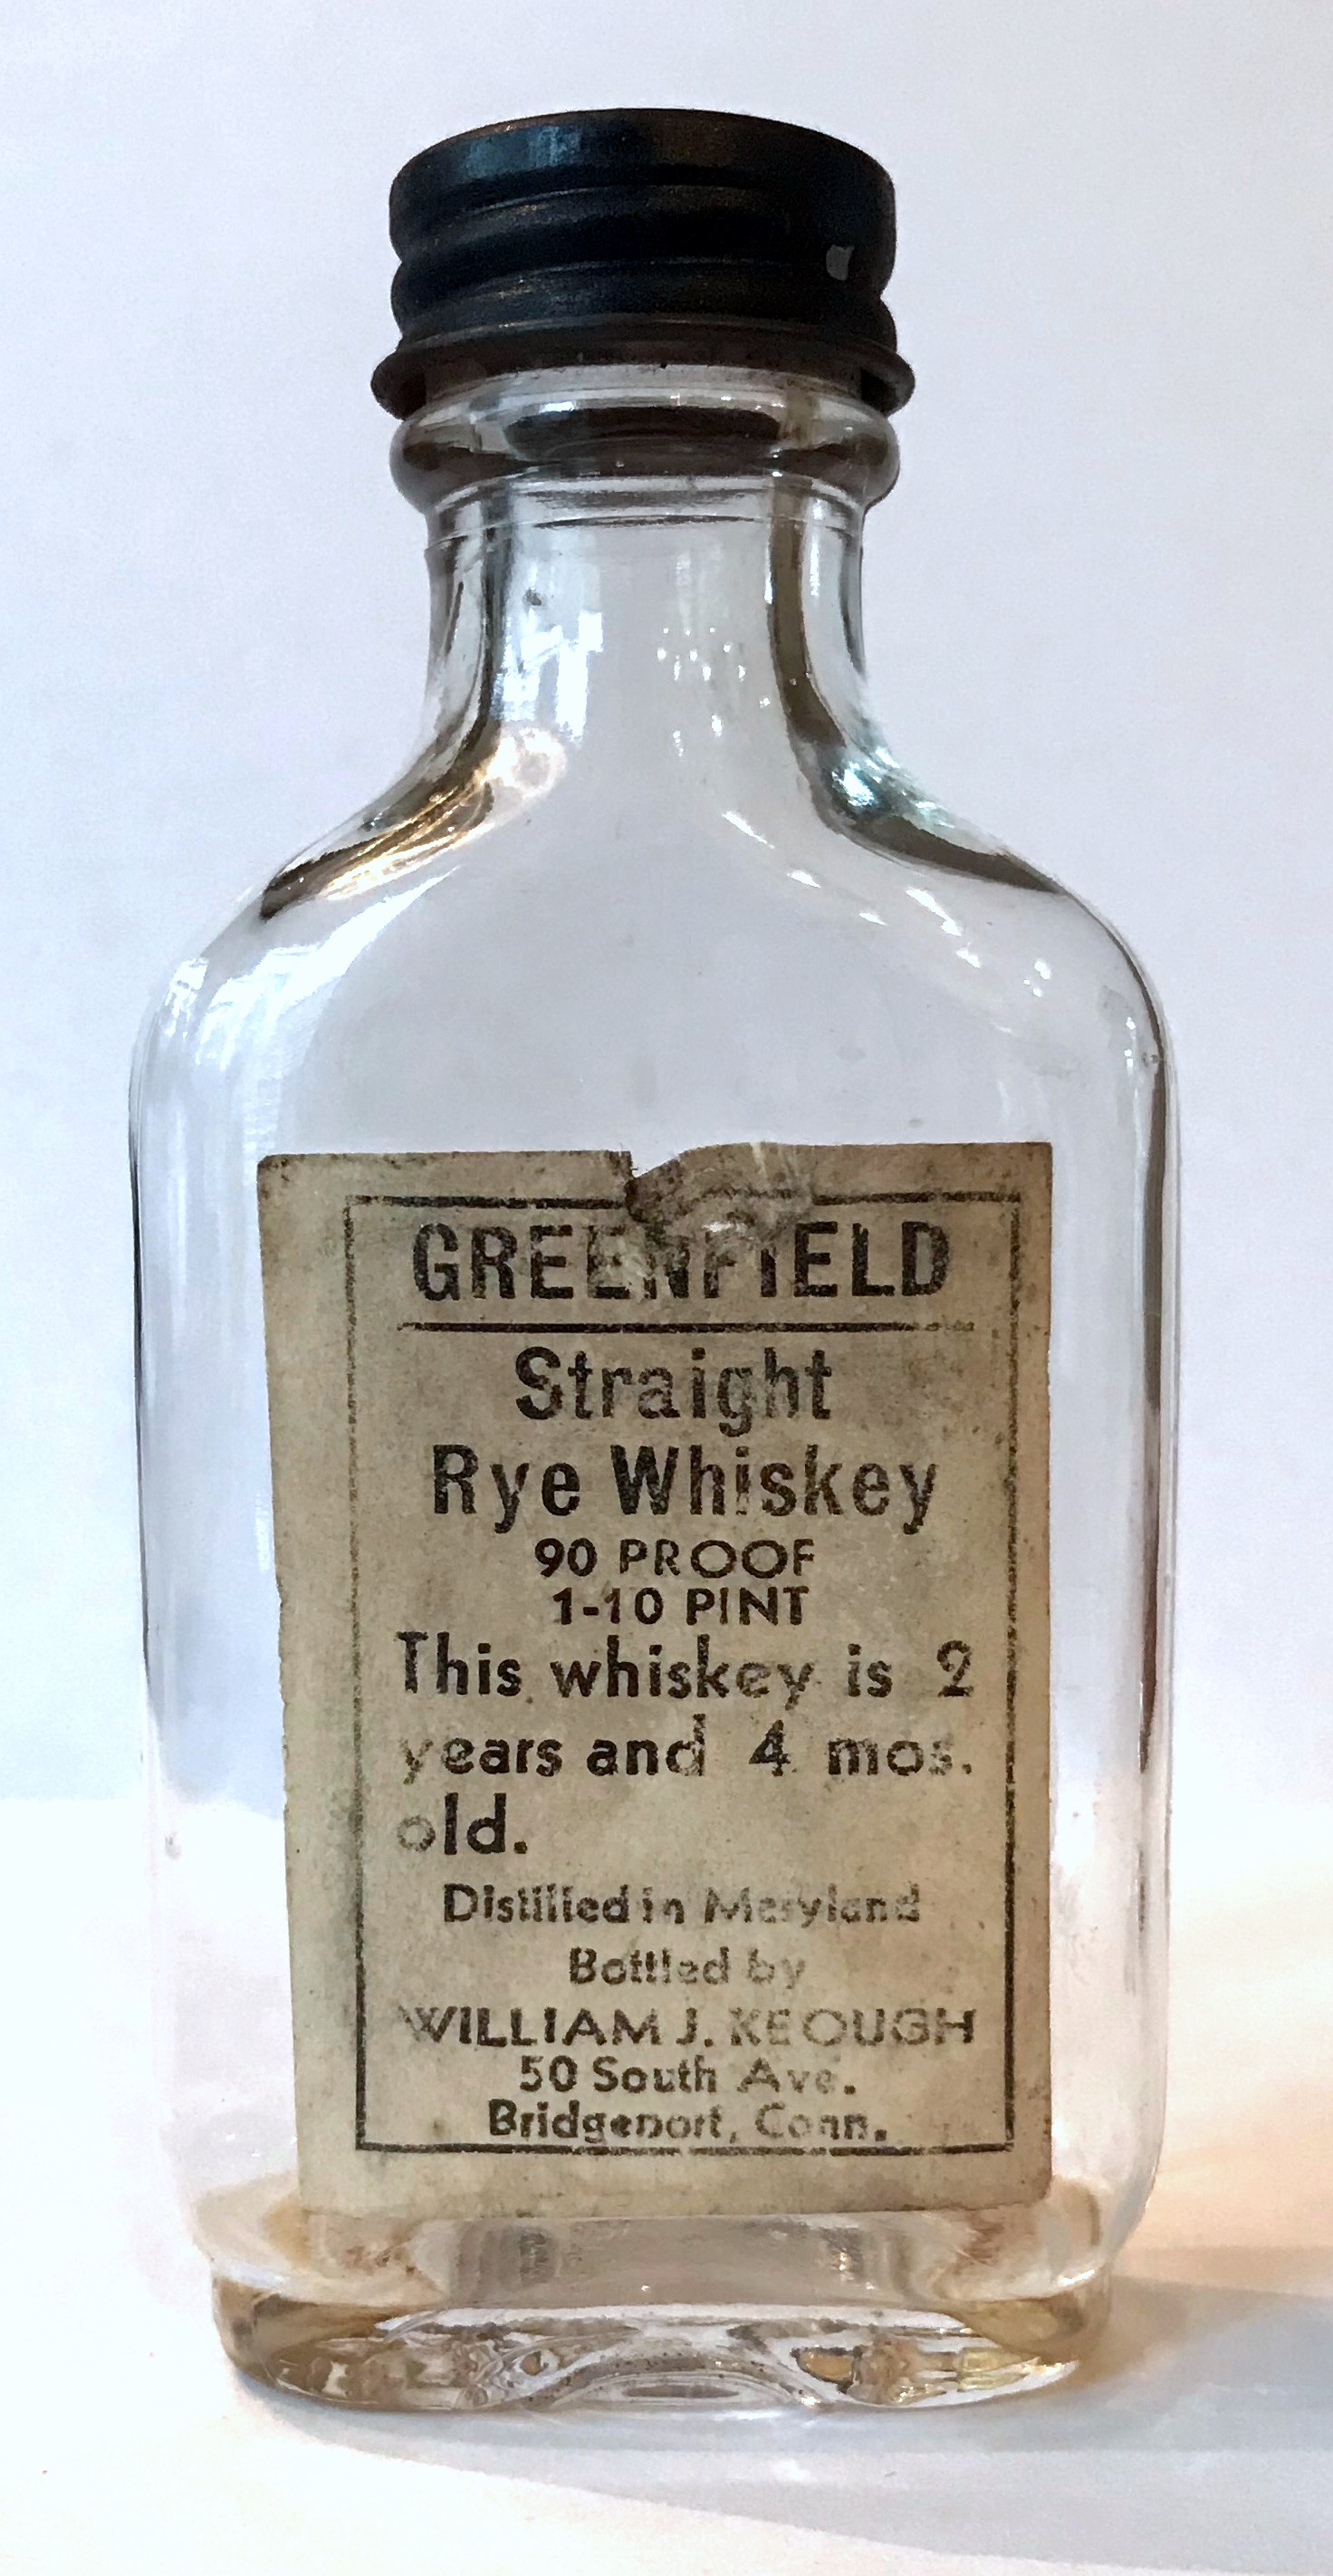 GREENFIELD
Straight
Rye Whiskey
90 PROOF
1-10 PINT
This whiskey is 2
years and 4 mos.
old.
Distilled in Maryland
Bottled by
WILLIAM J. KEOUGH
50 South Ave.
Bridgeport, Conn.